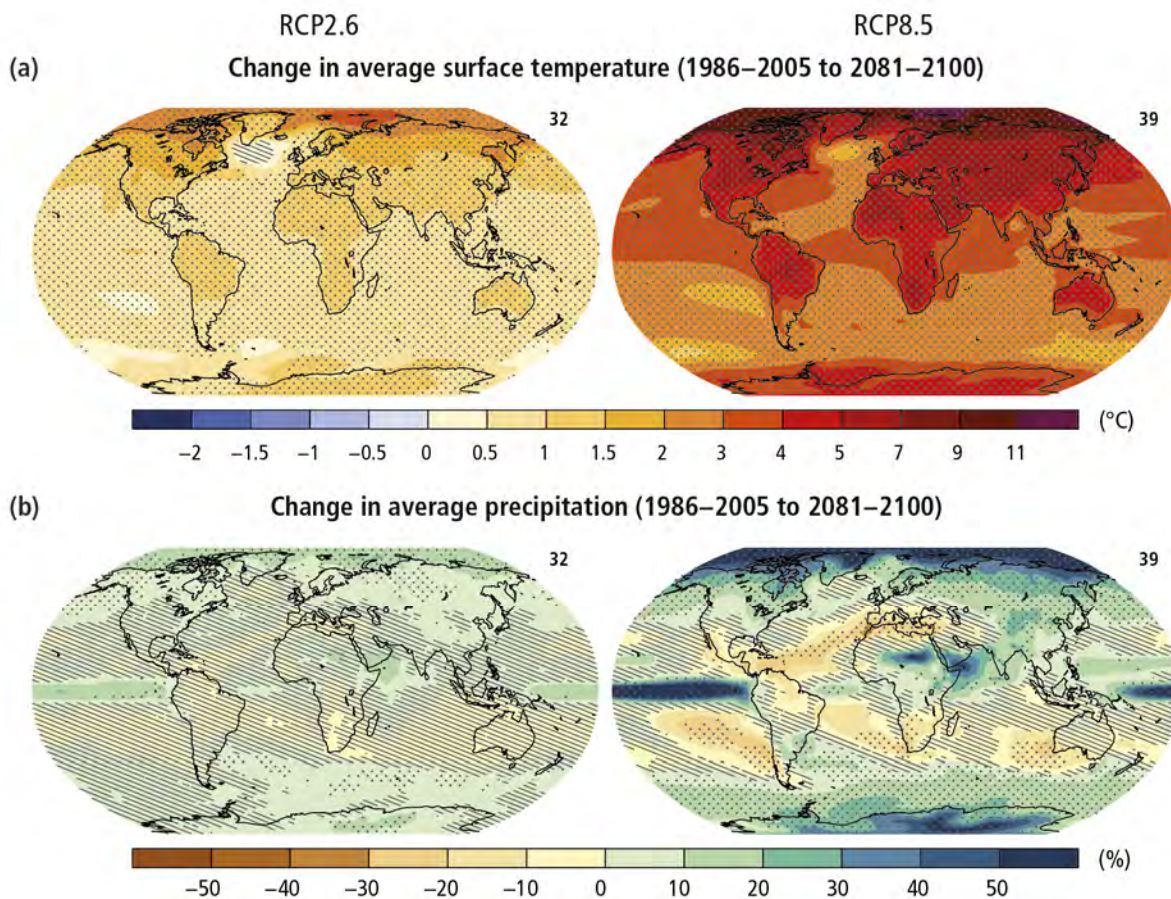 RCP2.6 RCP8.5
(a) Change in average surface temperature (1986–2005 to 2081–2100)
32 39
(°C)
−2 −1.5 −1 −0.5 0 0.5 1 1.5 2 3 4 5 7 9 11
(b) Change in average precipitation (1986–2005 to 2081–2100)
32 39
(%)
−50 −40 −30 −20 −10 0 10 20 30 40 50